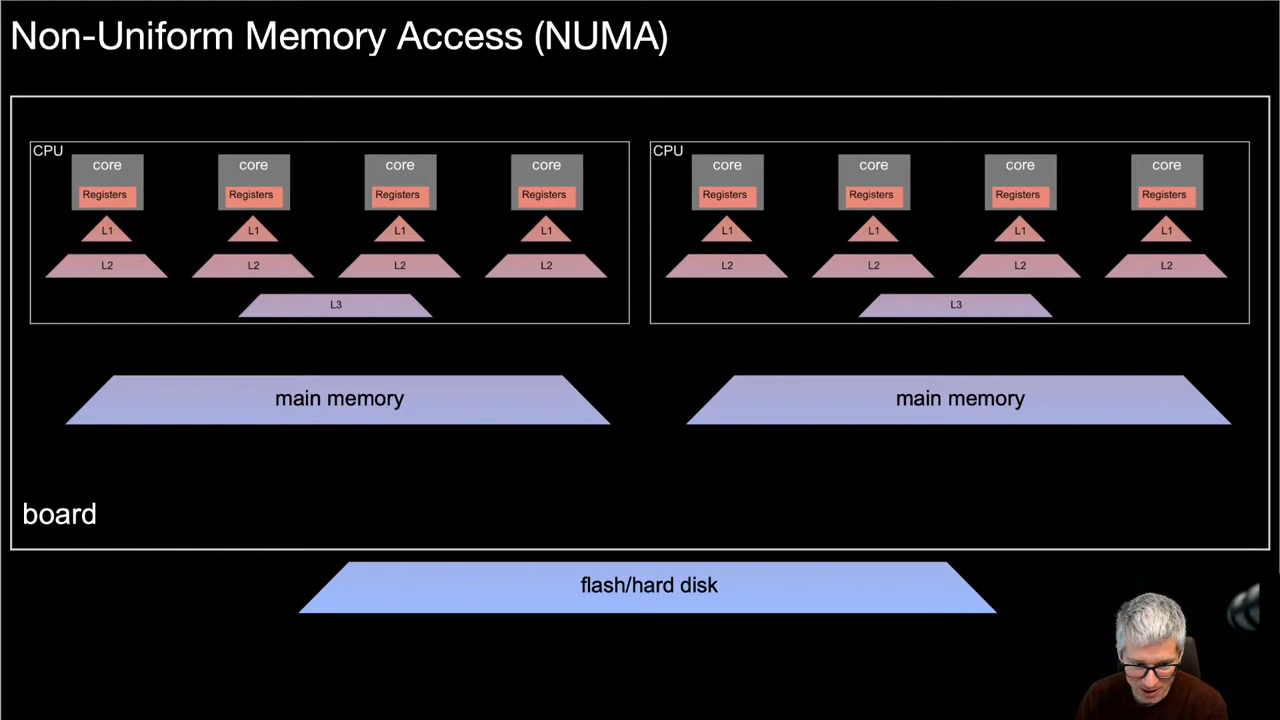 Non-Uniform Memory Access (NUMA)
CPU
core
core
core
core
Registers
Registers
Registers
Registers
L1
L1
L1
L1
L2
L2
L2
L2
L3
CPU
core
core
core
core
Registers
Registers
Registers
Registers
L1
L1
L1
L1
L2
L2
L2
L2
L3
main memory
main memory
board
flash/hard disk